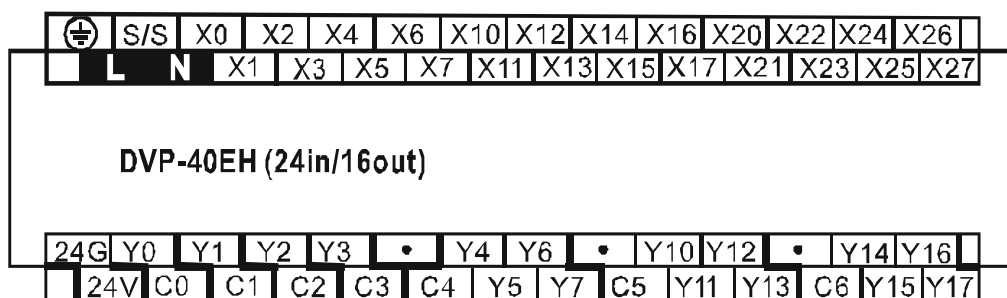 S/S X0 X2 X4 X6 X10 X12 X14 X16 X20 X22 X24 X26
L N X1 X3 X5 X7 X11 X13 X15 X17 X21 X23 X25 X27
DVP-40EH (24in/16out)
24G Y0 Y1 Y2 Y3 • Y4 Y6 • Y10 Y12 • Y14 Y16
24V C0 C1 C2 C3 C4 Y5 Y7 C5 Y11 Y13 C6 Y15 Y17